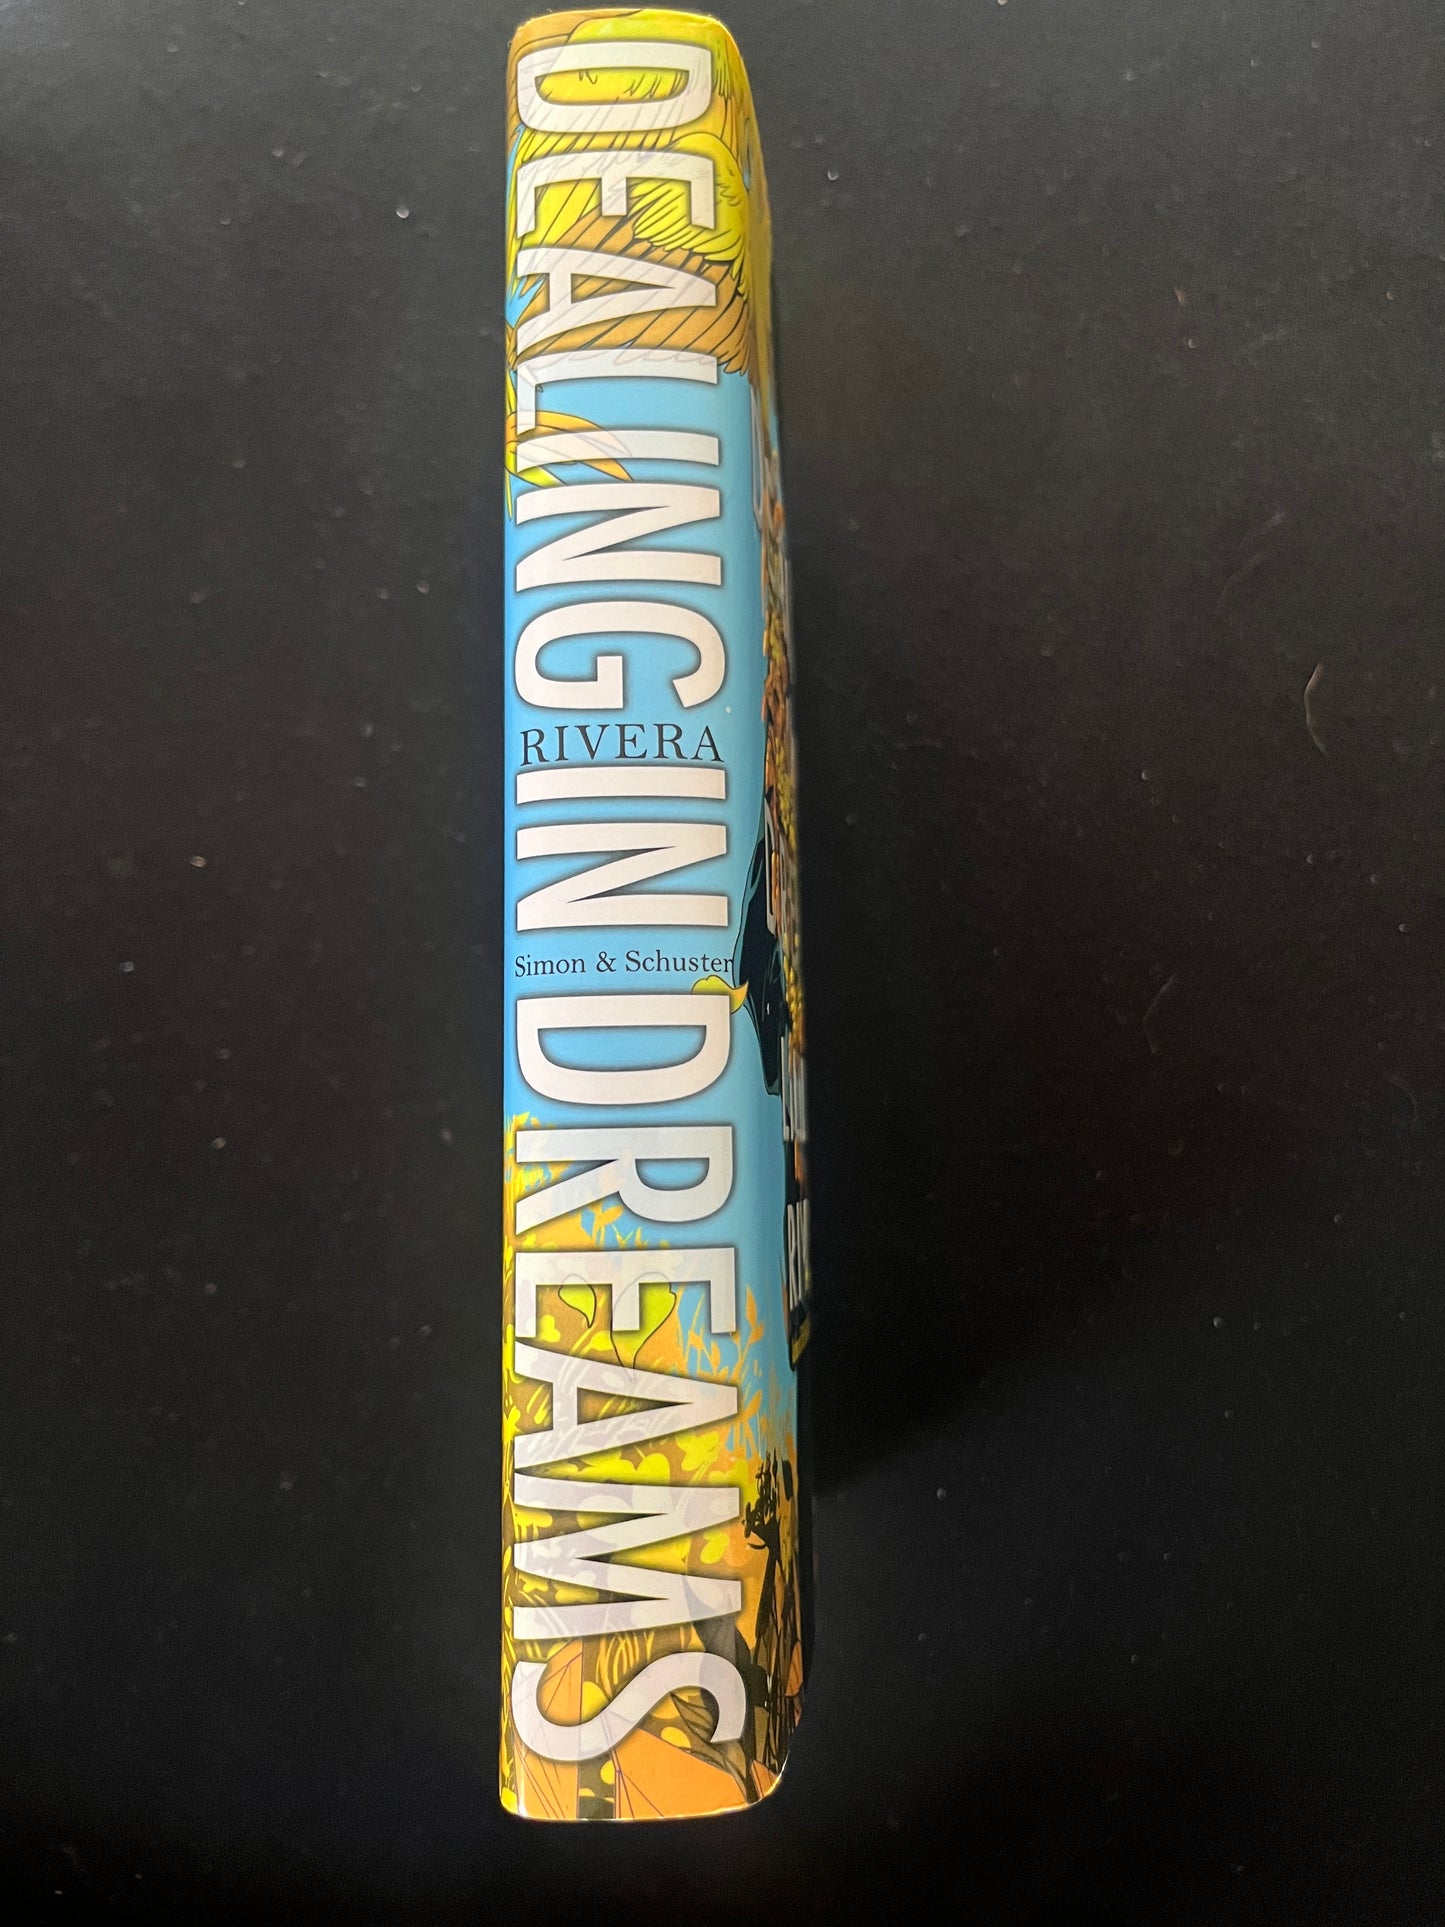 DEALING
RIVERA
IN
Simon & Schuster
DREAMS